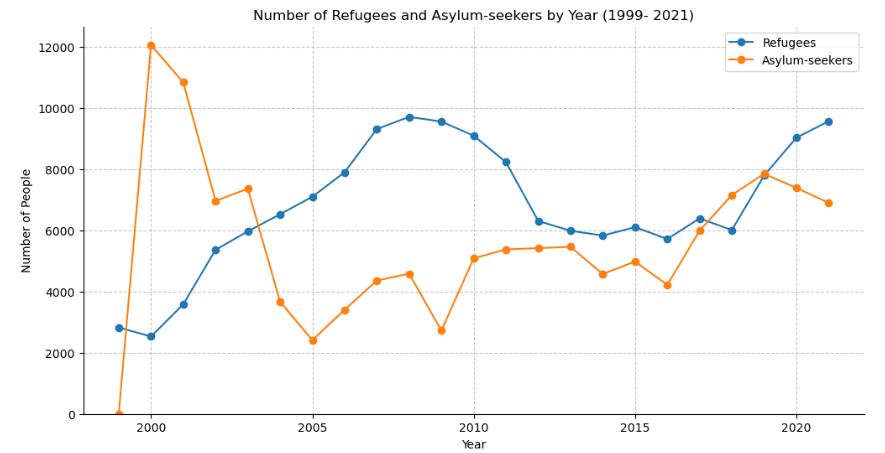 Number of Refugees and Asylum-seekers by Year (1999- 2021)
Refugees
Asylum-seekers
Number of People
12000
10000
8000
6000
4000
2000
0
2000 2005 2010 2015 2020
Year